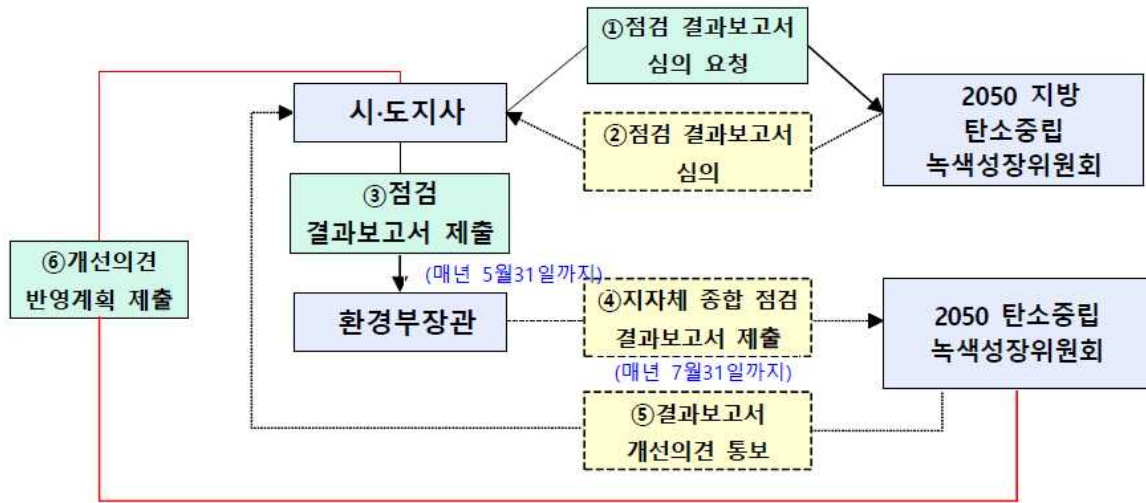 ①점검 결과보고서
심의 요청
시·도지사
2050 지방
탄소중립
녹색성장위원회
②점검 결과보고서
심의
③점검
결과보고서 제출
(매년 5월31일까지)
⑥개선의견
반영계획 제출
환경부장관
④지자체 종합 점검
결과보고서 제출
(매년 7월31일까지)
2050 탄소중립
녹색성장위원회
⑤결과보고서
개선의견 통보